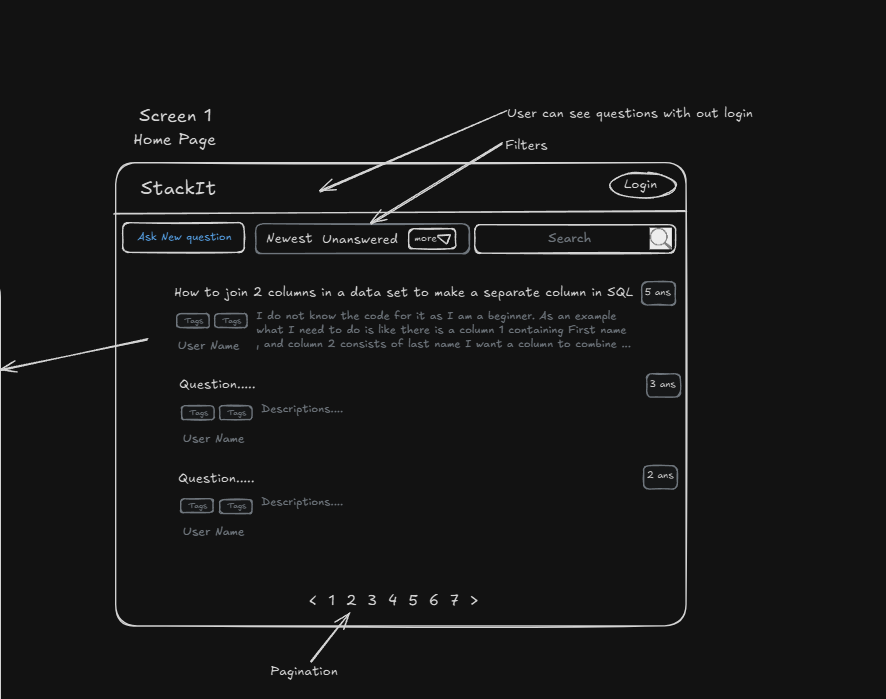 Screen 1
Home Page
User can see questions with out login
Filters
StackIt
Login
Ask New question
Newest Unanswered more
Search
How to join 2 columns in a data set to make a separate column in SQL
5 ans
Tags Tags
I do not know the code for it as I am a beginner. As an example
what I need to do is like there is a column 1 containing First name
, and column 2 consists of last name I want a column to combine ...
User Name
Question.....
3 ans
Tags Tags
Descriptions....
User Name
Question.....
2 ans
Tags Tags
Descriptions....
User Name
< 1 2 3 4 5 6 7 >
Pagination